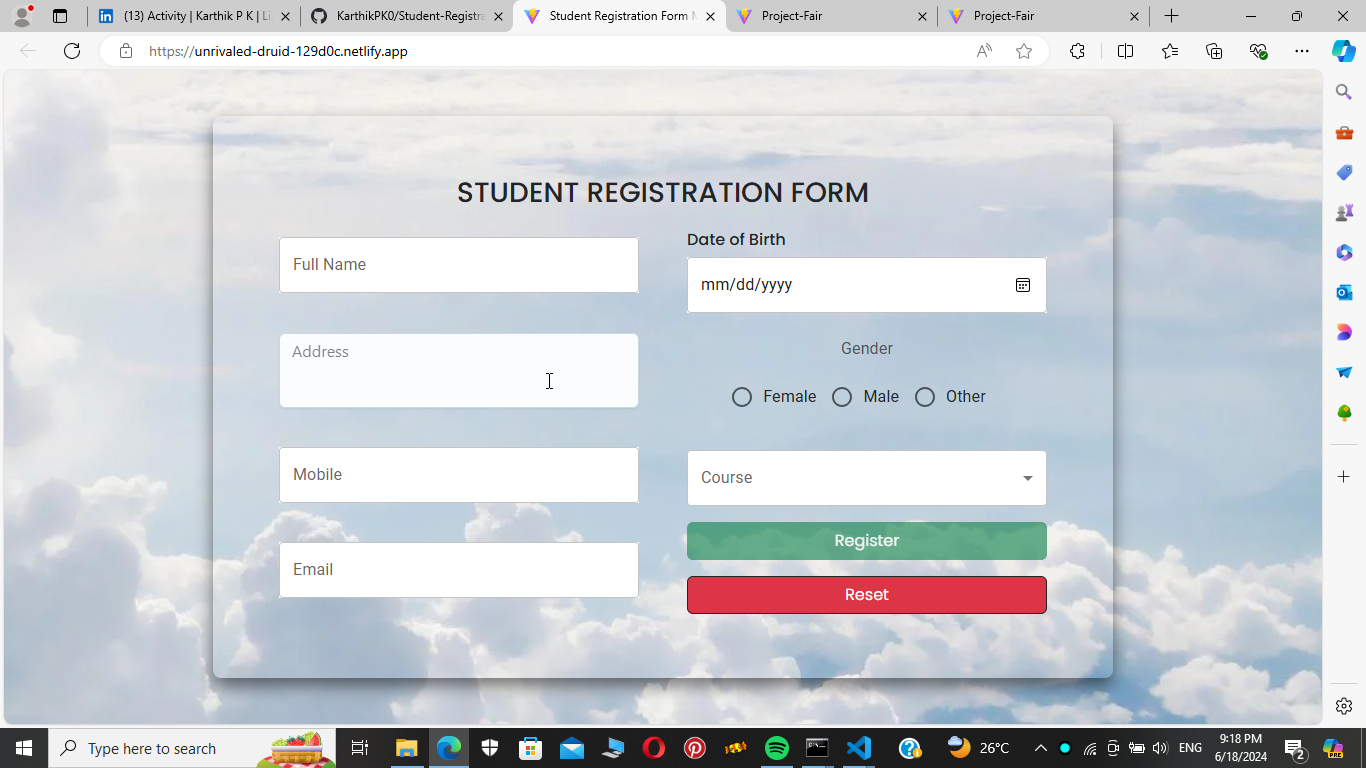 (13) Activity | Karthik P K | Li
KarthikPK0/Student-Registra
Student Registration Form
Project-Fair
Project-Fair
https://unrivaled-druid-129d0c.netlify.app
STUDENT REGISTRATION FORM
Full Name
Address
Mobile
Email
Date of Birth
mm/dd/yyyy
Gender
Female
Male
Other
Course
Register
Reset
Type here to search
26°C
ENG
9:18 PM
6/18/2024
2
PRE